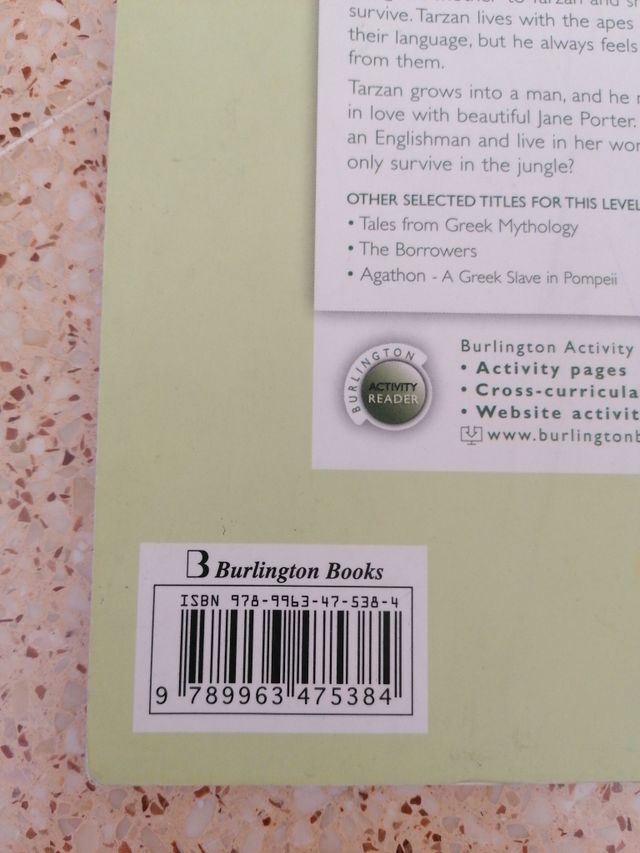 to Tarzan and
survive. Tarzan lives with the apes
their language, but he always feels
from them.
Tarzan grows into a man, and he
in love with beautiful Jane Porter.
an Englishman and live in her
only survive in the jungle?
OTHER SELECTED TITLES FOR THIS LEVEL
• Tales from Greek Mythology
• The Borrowers
• Agathon - A Greek Slave in Pompeii
BURLINGTON
ACTIVITY
READER
Burlington Activity
• Activity pages
• Cross-curricula
• Website activit
www.burlingtonb
B Burlington Books
ISBN 978-9963-47-538-4
9 789963 475384